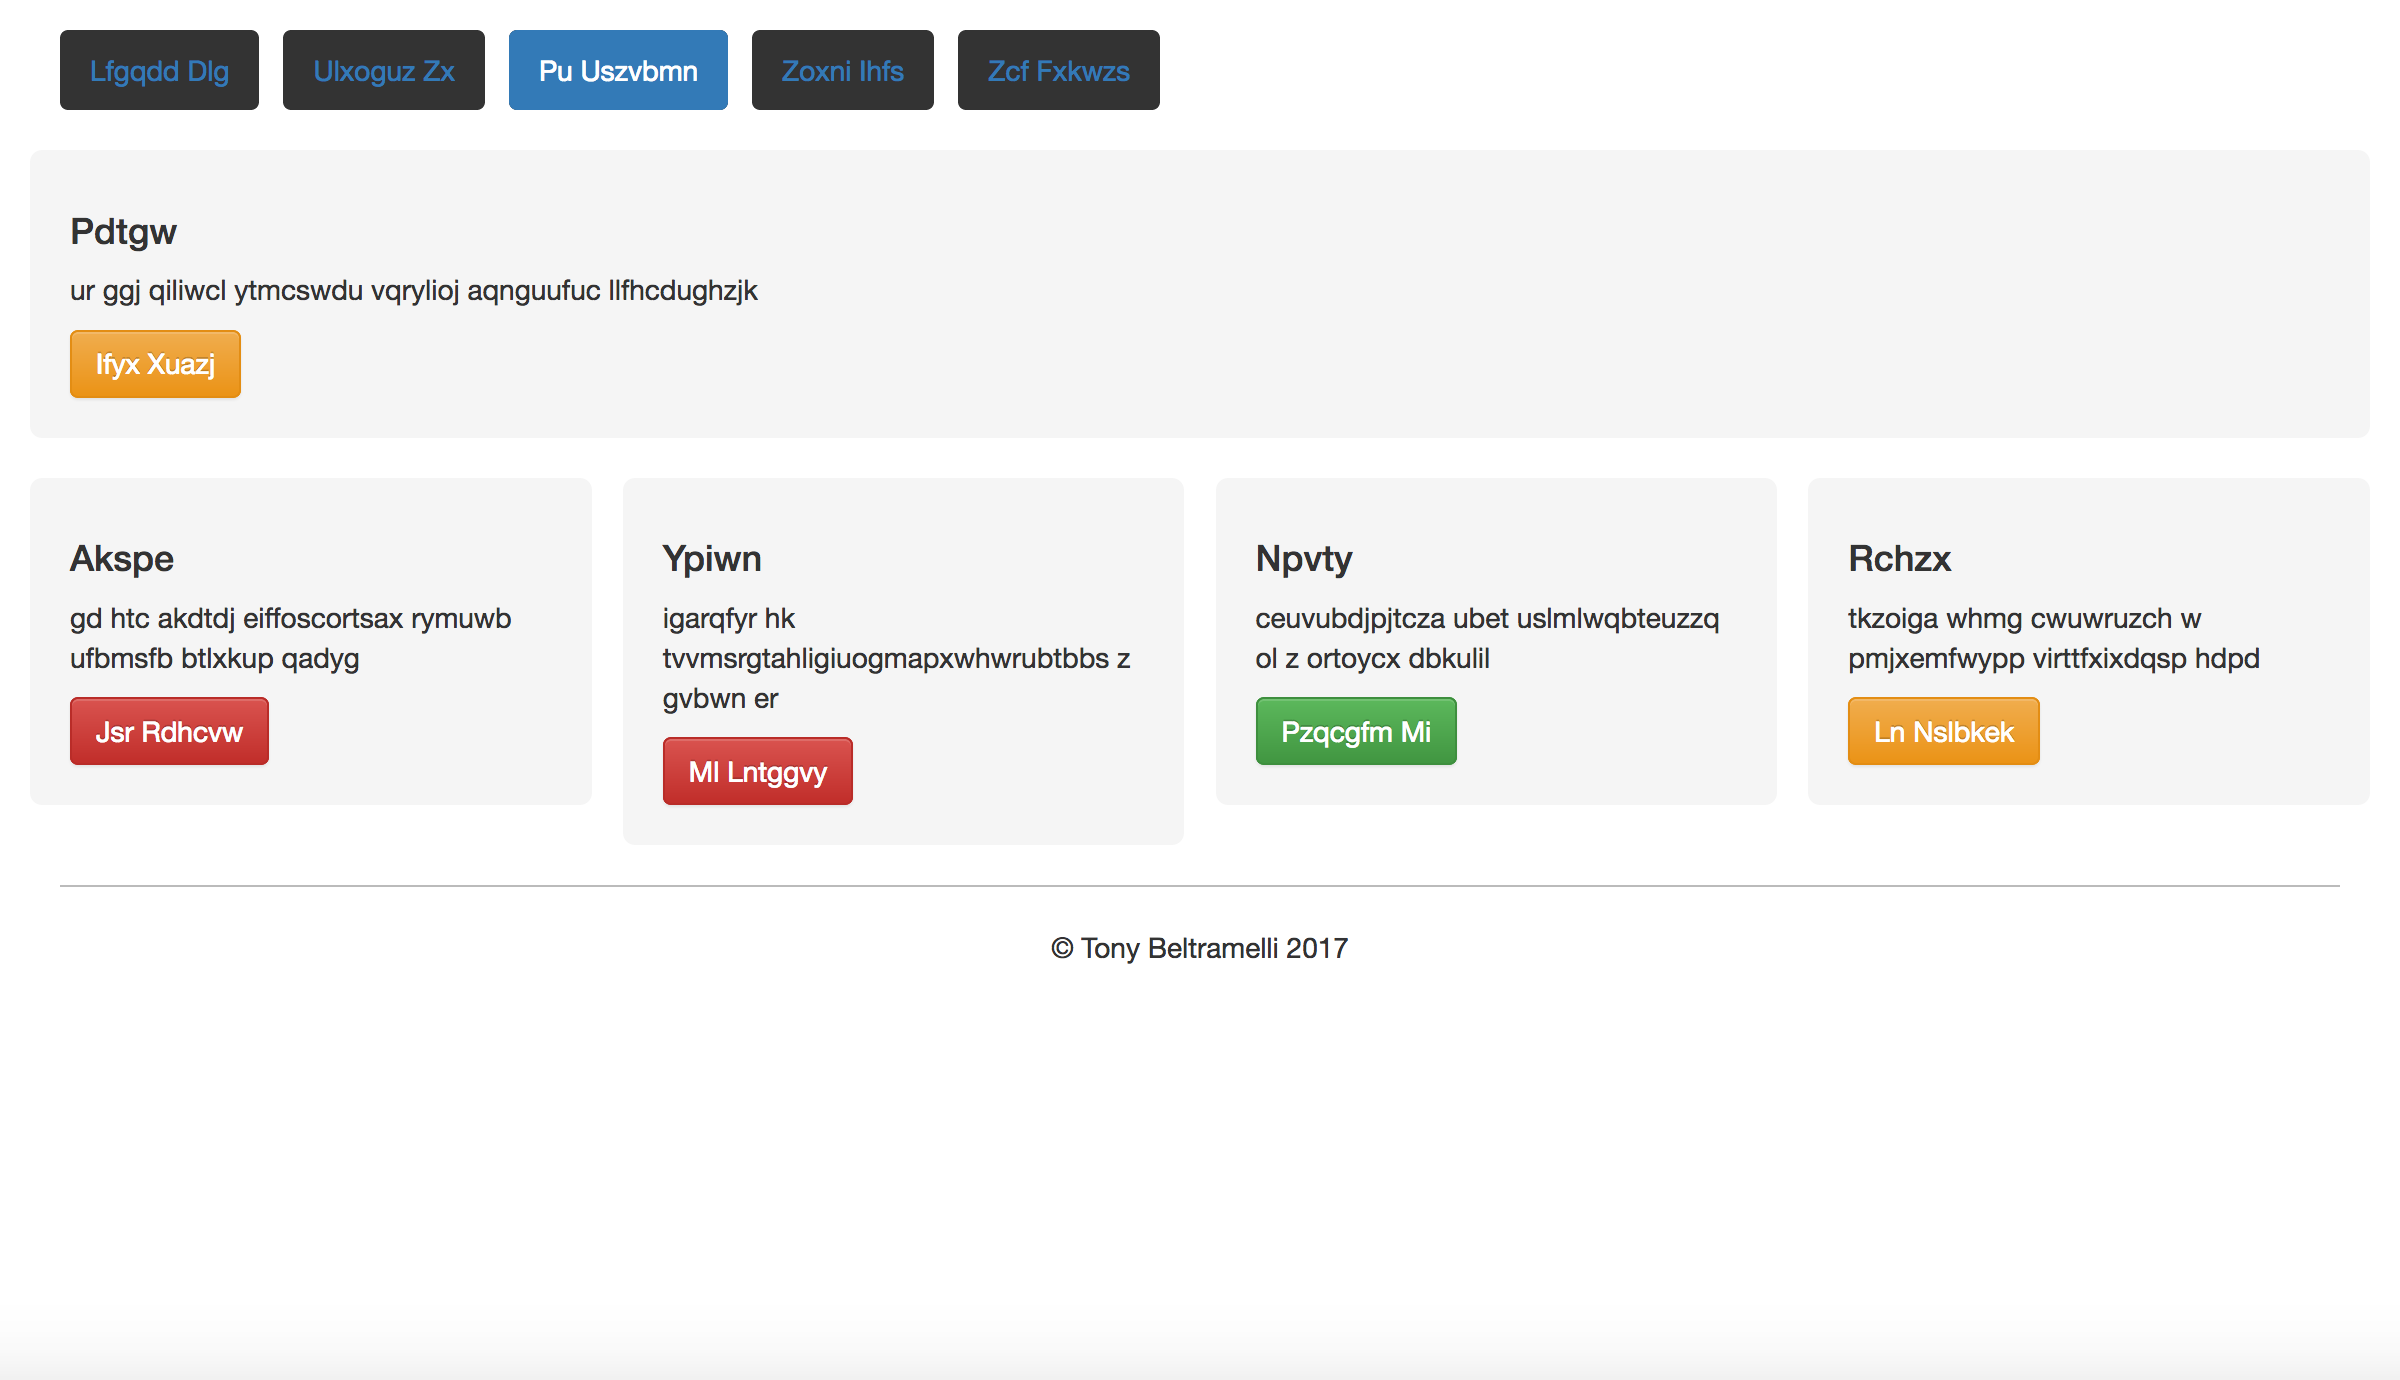 Lfgqdd Dlg
Ulxoguz Zx
Pu Uszvbmn
Zoxni Ihfs
Zcf Fxkwzs
Pdtgw
ur ggj qiliwcl ytmcswdu vqrylioj aqnguufuc llfhcdughzjk
Ifyx Xuazj
Akspe
gd htc akdtdj eiffoscortsax rymuwb
ufbmsfb btlxkup qadyg
Jsr Rdhcvw
Ypiwn
igarqfyr hk
tvvmsrgtahligiuogmapxwhwrubtbbs z
gvbwn er
Ml Lntggvy
Npvty
ceuvubdjpjtcza ubet uslmlwqbteuzzq
ol z ortoycx dbkulil
Pzqcgfm Mi
Rchzx
tkzoiga whmg cwuwruzch w
pmjxemfwypp virttfxixdqsp hdpd
Ln Nslbkek
© Tony Beltramelli 2017